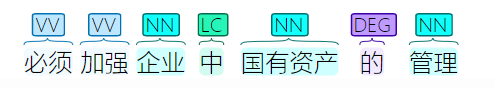 VV VV NN LC NN DEG NN
必须 加强 企业 中 国有资产 的 管理